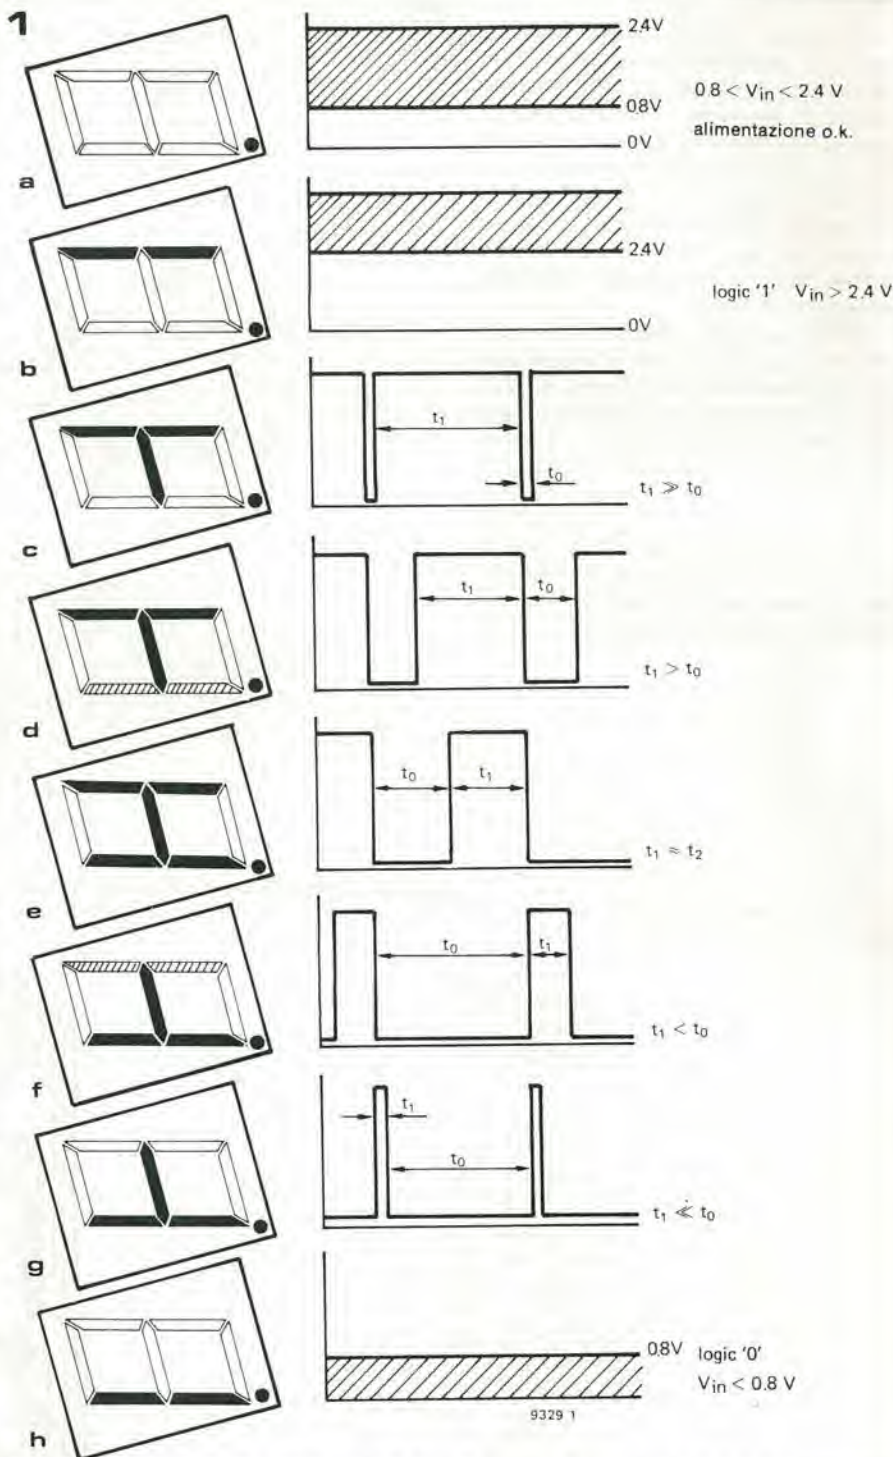 1
2.4V
0.8V
0V
0.8 < Vin < 2.4 V
alimentazione o.k.
a
2.4V
0V
logic '1' Vin > 2.4 V
b
t1
t0
t1 ≫ t0
c
t1
t0
t1 > t0
d
t0
t1
t1 = t2
e
t0
t1
t1 < t0
f
t1
t0
t1 ≪ t0
g
0.8V
logic '0'
Vin < 0.8 V
9329 1
h